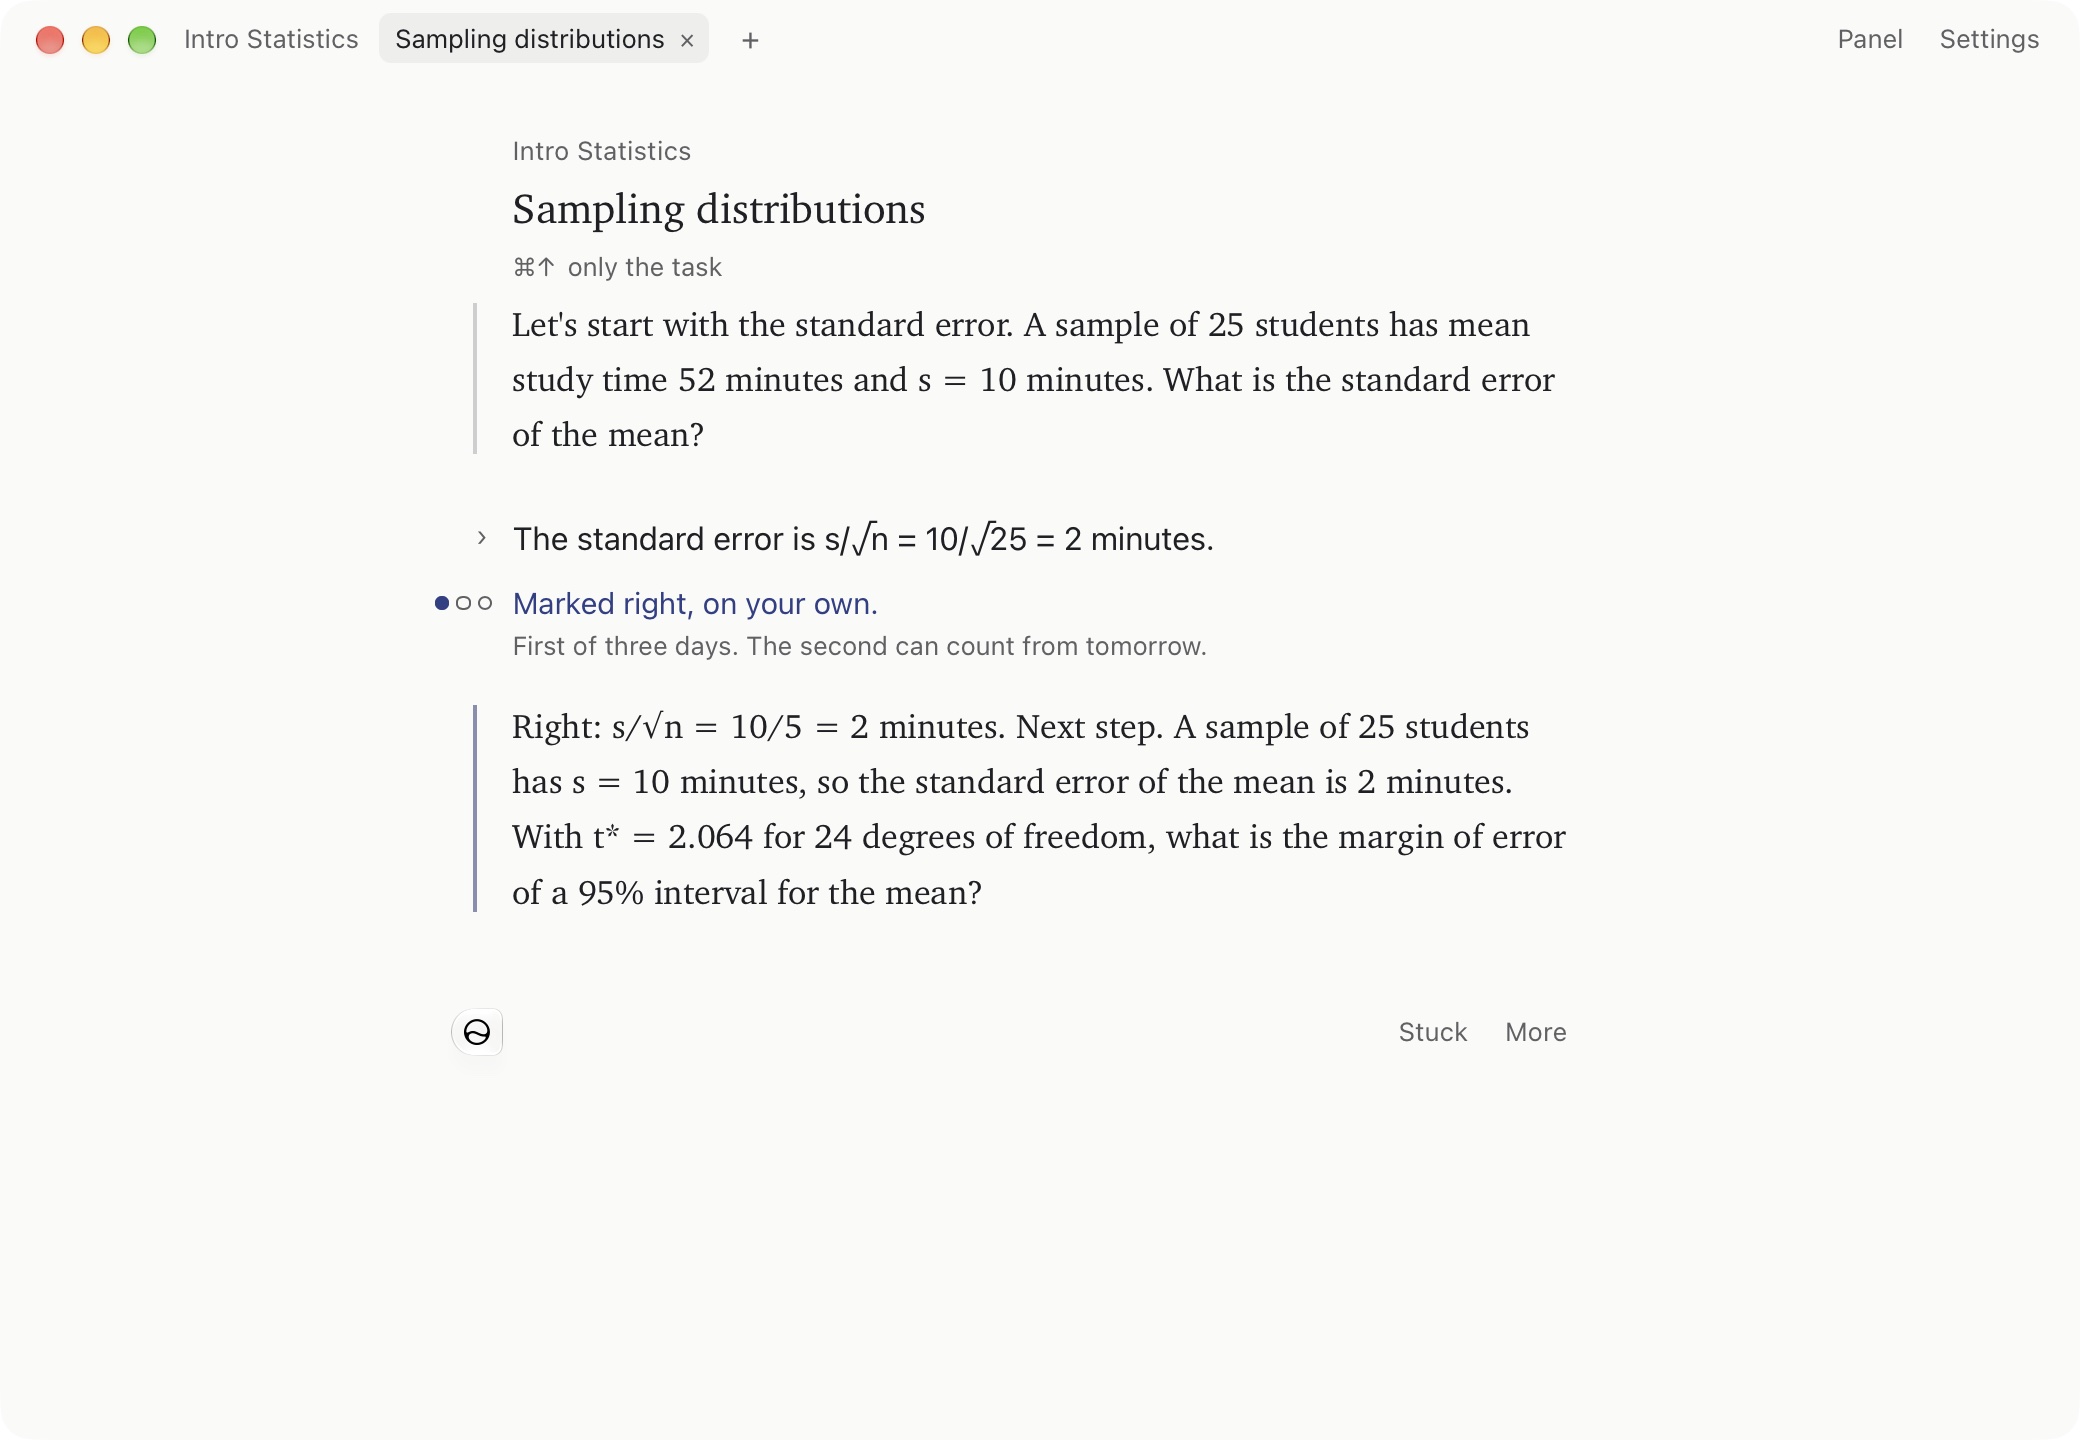 Intro Statistics
Sampling distributions ×
+
Panel
Settings
Intro Statistics
Sampling distributions
⌘↑ only the task
Let's start with the standard error. A sample of 25 students has mean
study time 52 minutes and s = 10 minutes. What is the standard error
of the mean?
› The standard error is s/√n = 10/√25 = 2 minutes.
Marked right, on your own.
First of three days. The second can count from tomorrow.
Right: s/√n = 10/5 = 2 minutes. Next step. A sample of 25 students
has s = 10 minutes, so the standard error of the mean is 2 minutes.
With t* = 2.064 for 24 degrees of freedom, what is the margin of error
of a 95% interval for the mean?
Stuck
More